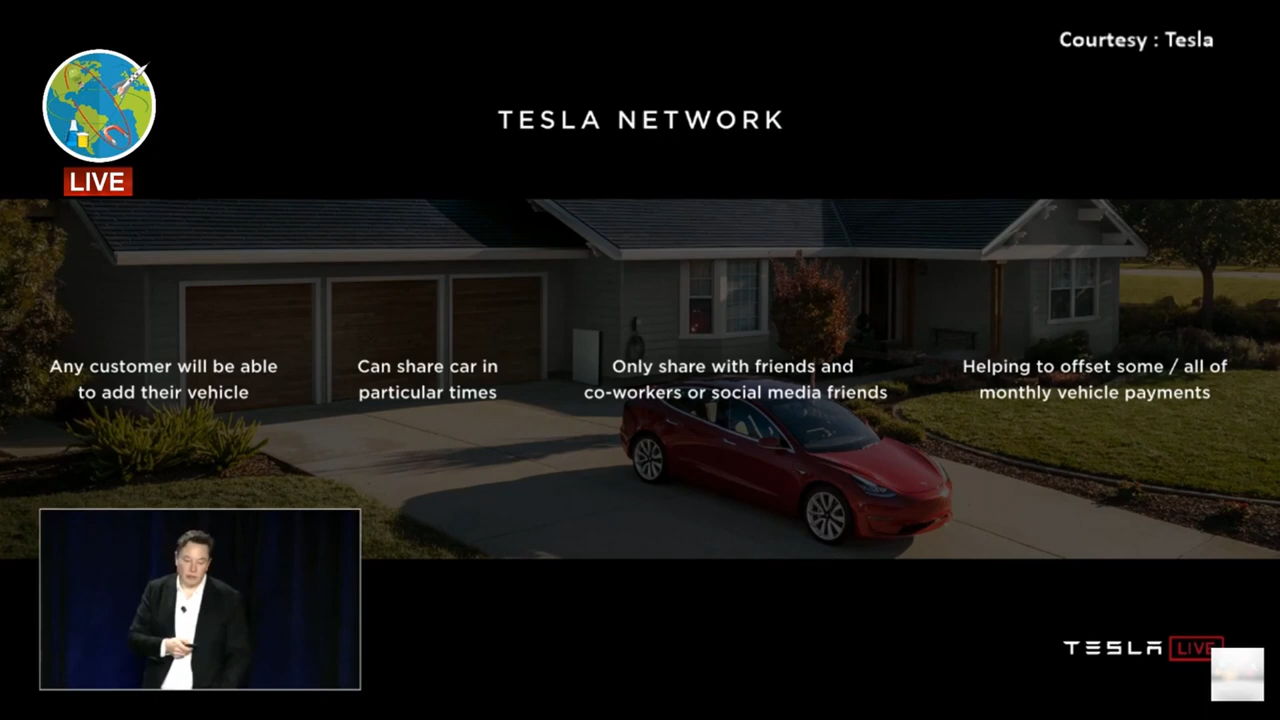 Courtesy : Tesla
LIVE
TESLA NETWORK
Any customer will be able
to add their vehicle
Can share car in
particular times
Only share with friends and
co-workers or social media friends
Helping to offset some / all of
monthly vehicle payments
TESLA LIVE